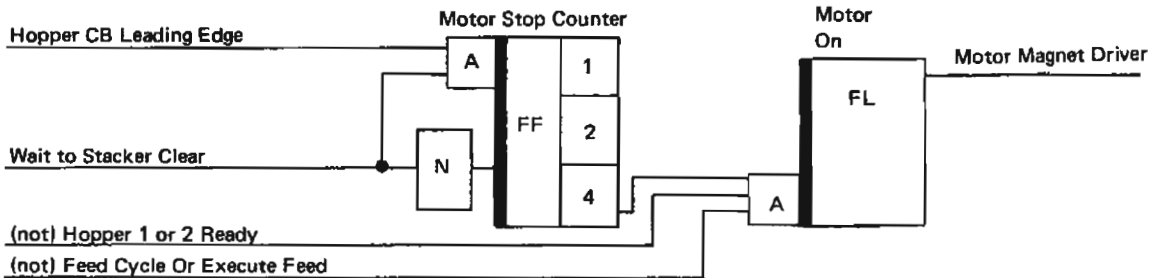 Motor Stop Counter
Motor
On
Hopper CB Leading Edge
Motor Magnet Driver
A
1
FF
2
FL
Wait to Stacker Clear
N
4
A
(not) Hopper 1 or 2 Ready
(not) Feed Cycle Or Execute Feed